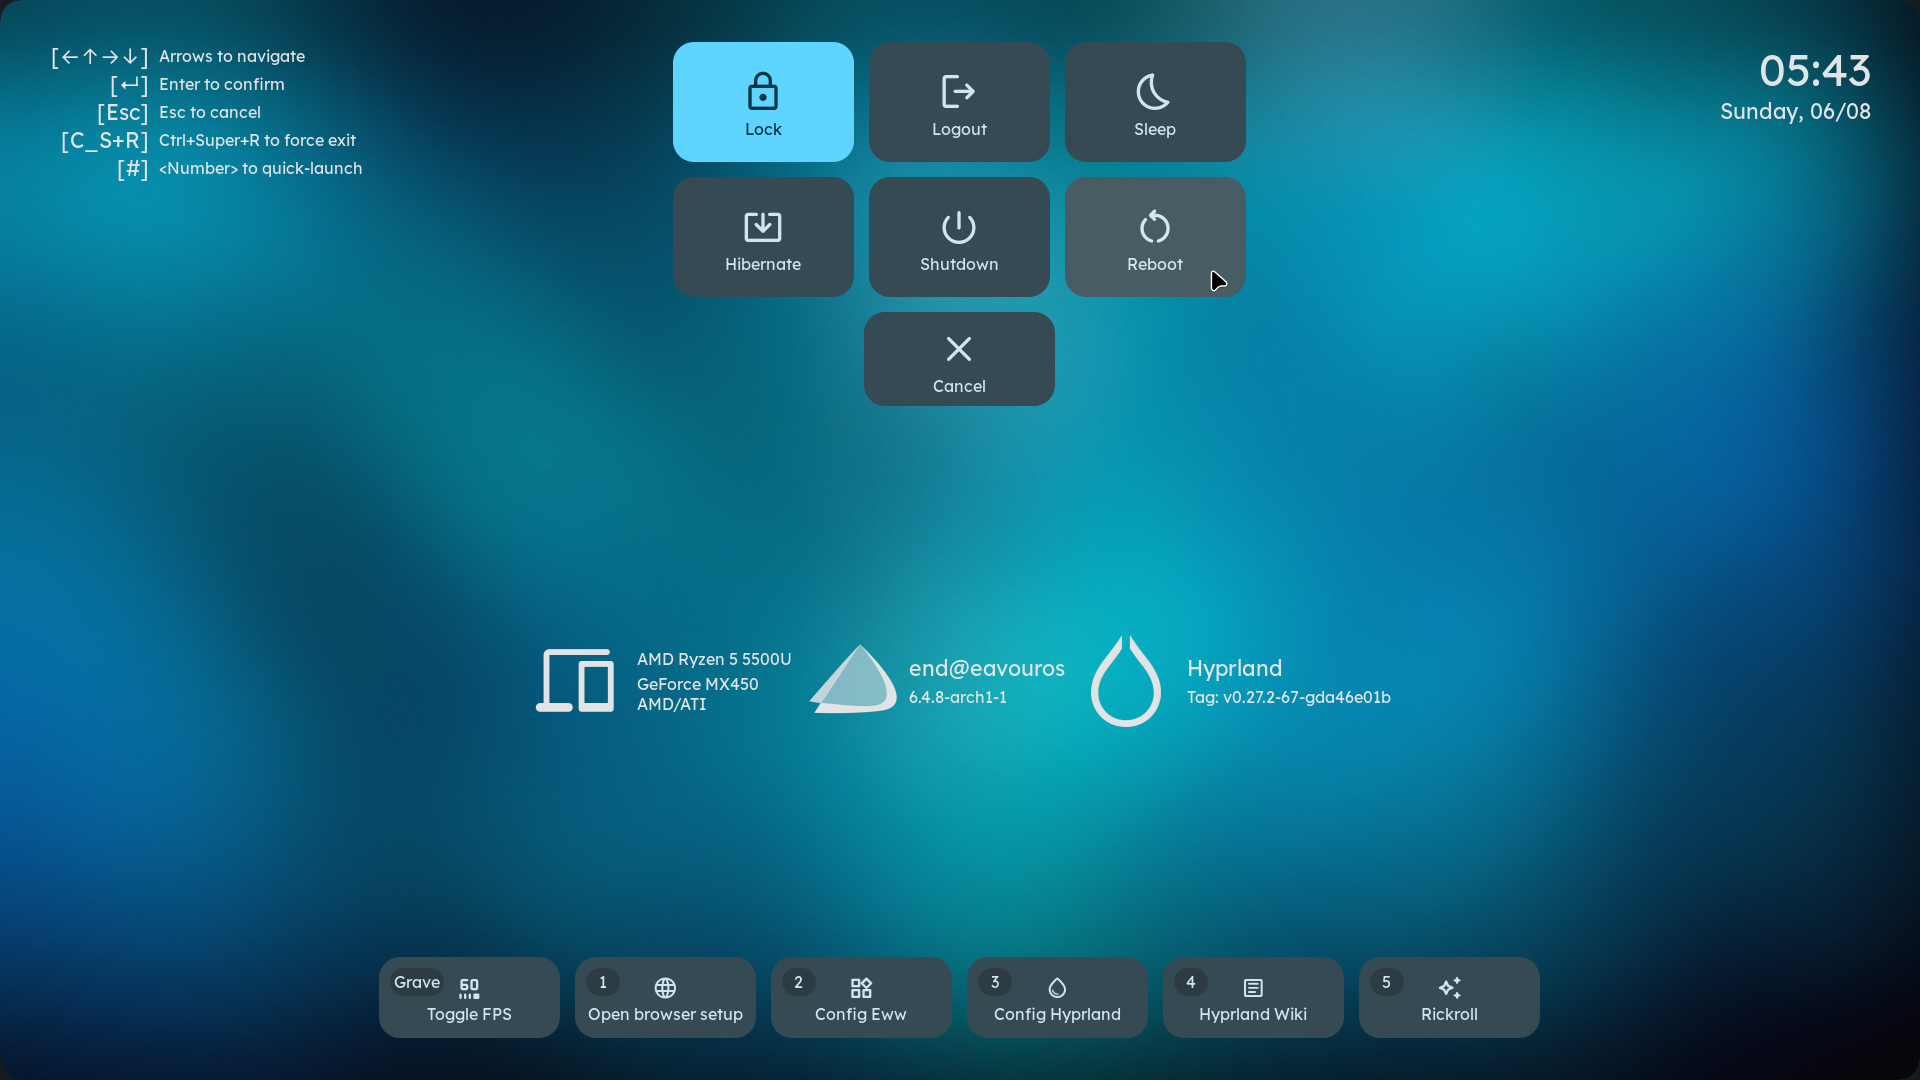 [←↑→↓] Arrows to navigate
[↵] Enter to confirm
[Esc] Esc to cancel
[C_S+R] Ctrl+Super+R to force exit
[#] <Number> to quick-launch
Lock
Logout
Sleep
05:43
Sunday, 06/08
Hibernate
Shutdown
Reboot
Cancel
AMD Ryzen 5 5500U
GeForce MX450
AMD/ATI
end@eavouros
6.4.8-arch1-1
Hyprland
Tag: v0.27.2-67-gda46e01b
Grave
60
Toggle FPS
1
Open browser setup
2
Config Eww
3
Config Hyprland
4
Hyprland Wiki
5
Rickroll